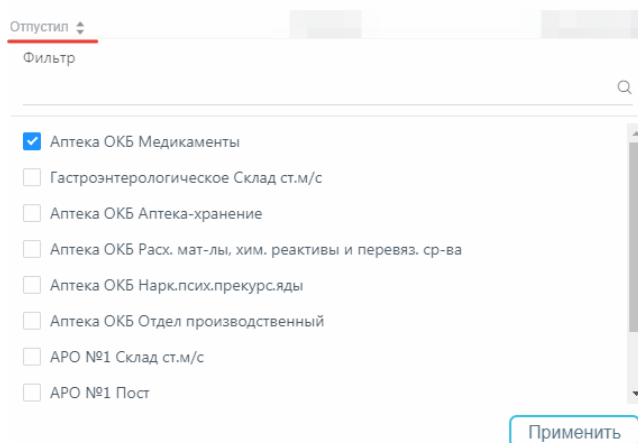 Отпустил
Фильтр
Аптека ОКБ Медикаменты
Гастроэнтерологическое Склад ст.м/с
Аптека ОКБ Аптека-хранение
Аптека ОКБ Расх. мат-лы, хим. реактивы и перевяз. ср-ва
Аптека ОКБ Нарк.псих.прекурс.яды
Аптека ОКБ Отдел производственный
АРО №1 Склад ст.м/с
АРО №1 Пост
Применить